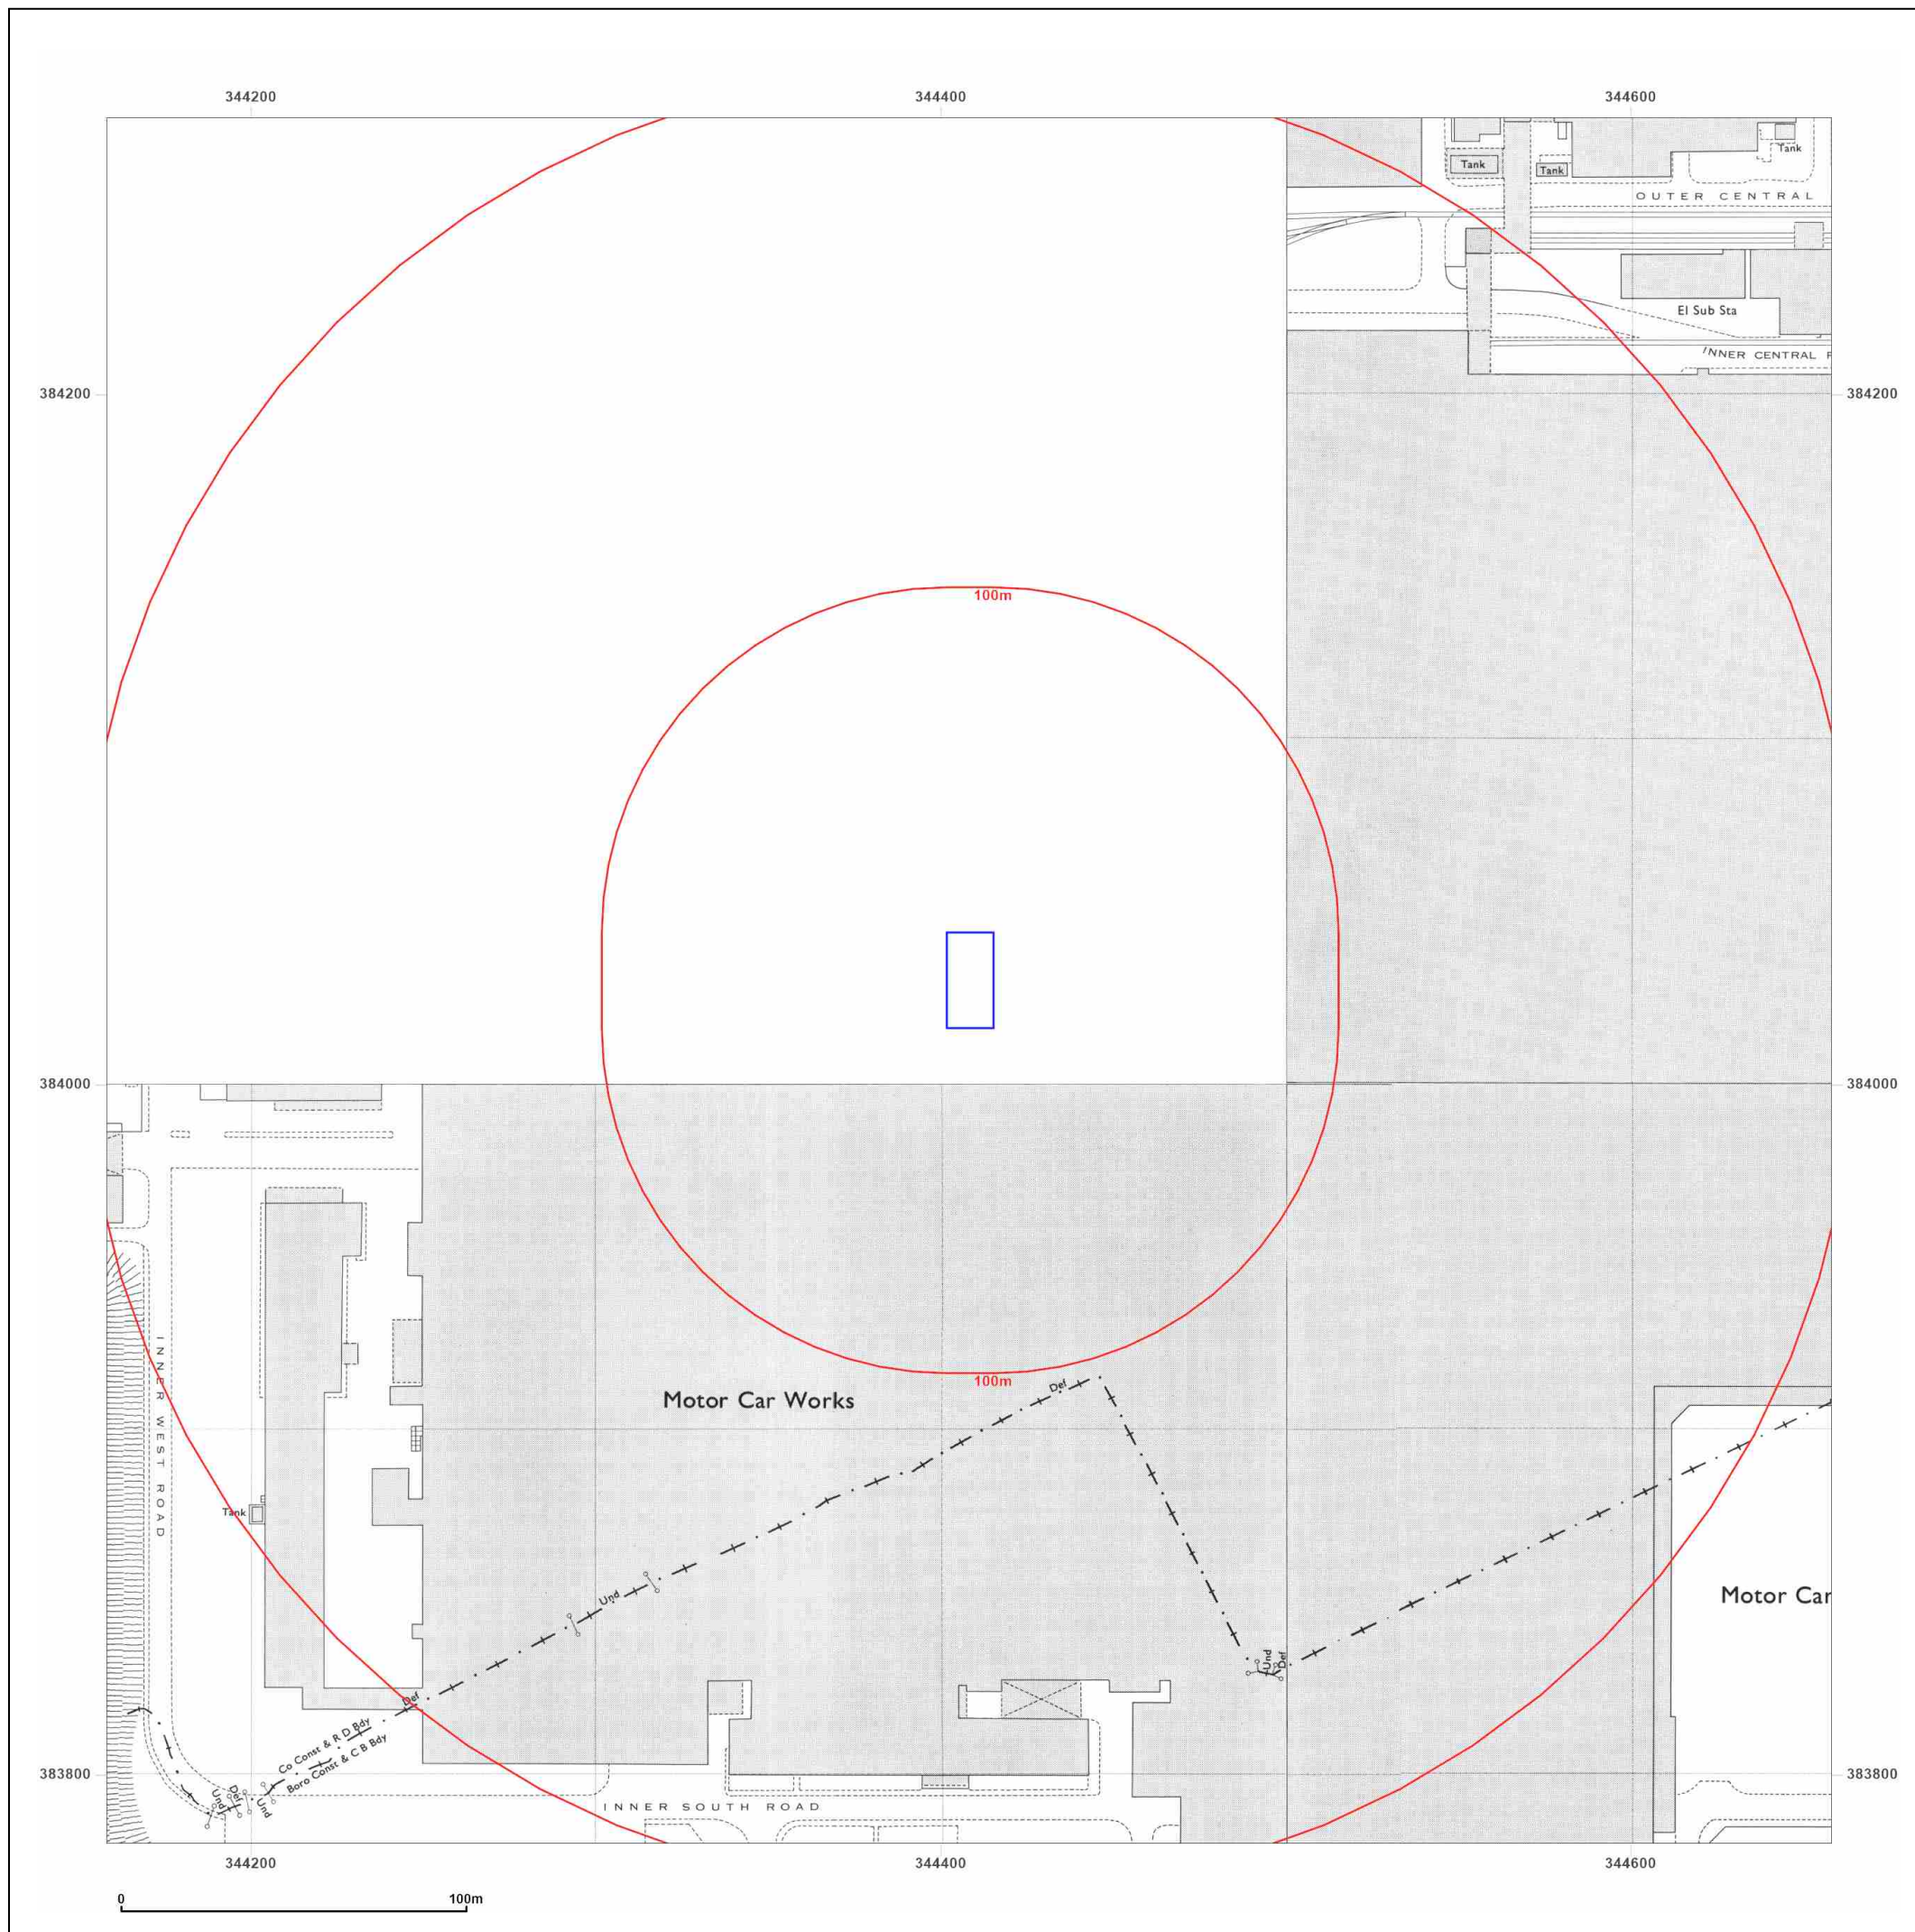 344200 344400 344600
Tank Tank Tank
OUTER CENTRAL
384200 384200
El Sub Sta
INNER CENTRAL R
100m
384000 384000
100m
Motor Car Works
Def
INNER WEST ROAD
Tank
Und
Motor Car
Und
Def
Def
Co Const & R D Bdy
Boro Const & C B Bdy
383800 383800
Und
Def
Und
INNER SOUTH ROAD
344200 344400 344600
0 100m